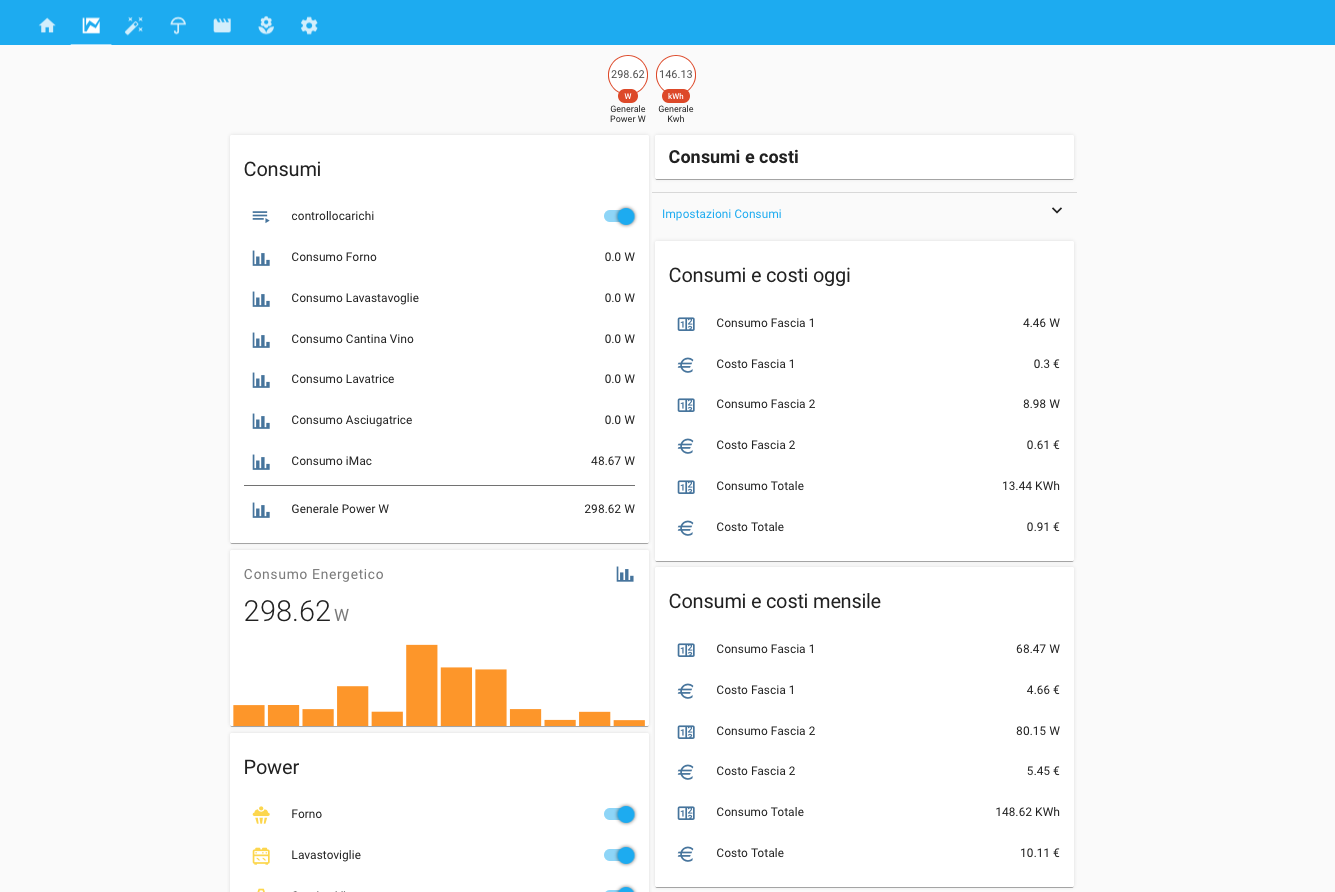 298.62
W
Generale
Power W
146.13
kWh
Generale
Kwh
Consumi
controllocarichi
Consumo Forno 0.0 W
Consumo Lavastavoglie 0.0 W
Consumo Cantina Vino 0.0 W
Consumo Lavatrice 0.0 W
Consumo Asciugatrice 0.0 W
Consumo iMac 48.67 W
Generale Power W 298.62 W
Consumo Energetico
298.62 W
Power
Forno
Lavastoviglie
Consumi e costi
Impostazioni Consumi
Consumi e costi oggi
Consumo Fascia 1 4.46 W
Costo Fascia 1 0.3 €
Consumo Fascia 2 8.98 W
Costo Fascia 2 0.61 €
Consumo Totale 13.44 KWh
Costo Totale 0.91 €
Consumi e costi mensile
Consumo Fascia 1 68.47 W
Costo Fascia 1 4.66 €
Consumo Fascia 2 80.15 W
Costo Fascia 2 5.45 €
Consumo Totale 148.62 KWh
Costo Totale 10.11 €